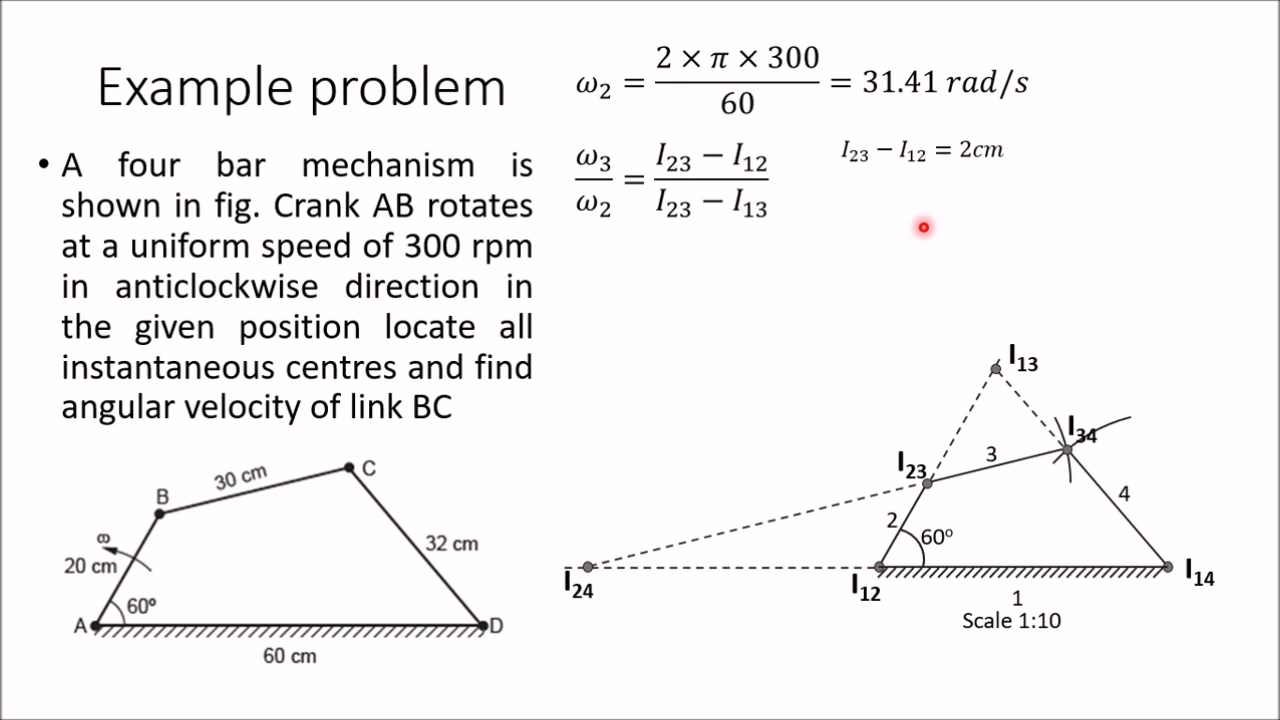 Example problem
• A four bar mechanism is
shown in fig. Crank AB rotates
at a uniform speed of 300 rpm
in anticlockwise direction in
the given position locate all
instantaneous centres and find
angular velocity of link BC
ω₂ = (2 × π × 300)/60 = 31.41 rad/s
ω₃/ω₂ = (I₂₃ − I₁₂)/(I₂₃ − I₁₃)
I₂₃ − I₁₂ = 2cm
B
30 cm
C
ω
20 cm
32 cm
60º
A
D
60 cm
I₁₃
I₃₄
I₂₃
3
4
2
60º
I₂₄
I₁₂
I₁₄
1
Scale 1:10